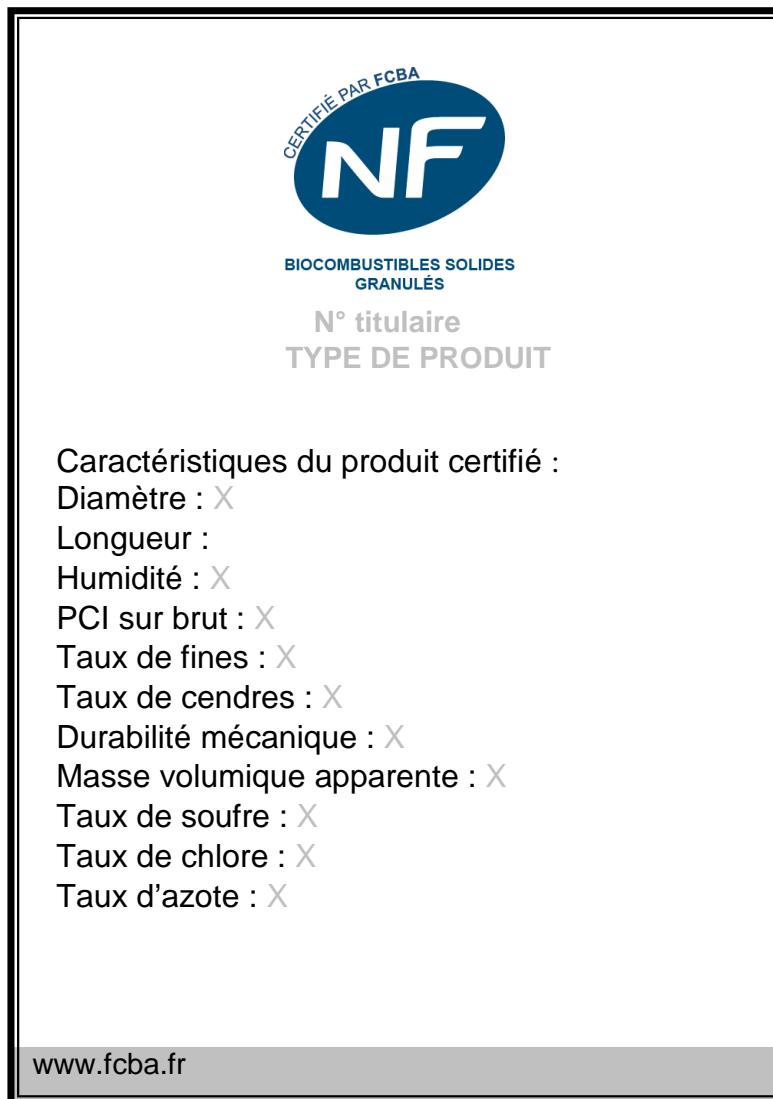 CERTIFIÉ PAR FCBA
NF
BIOCOMBUSTIBLES SOLIDES
GRANULÉS
N° titulaire
TYPE DE PRODUIT
Caractéristiques du produit certifié :
Diamètre : X
Longueur :
Humidité : X
PCI sur brut : X
Taux de fines : X
Taux de cendres : X
Durabilité mécanique : X
Masse volumique apparente : X
Taux de soufre : X
Taux de chlore : X
Taux d’azote : X
www.fcba.fr